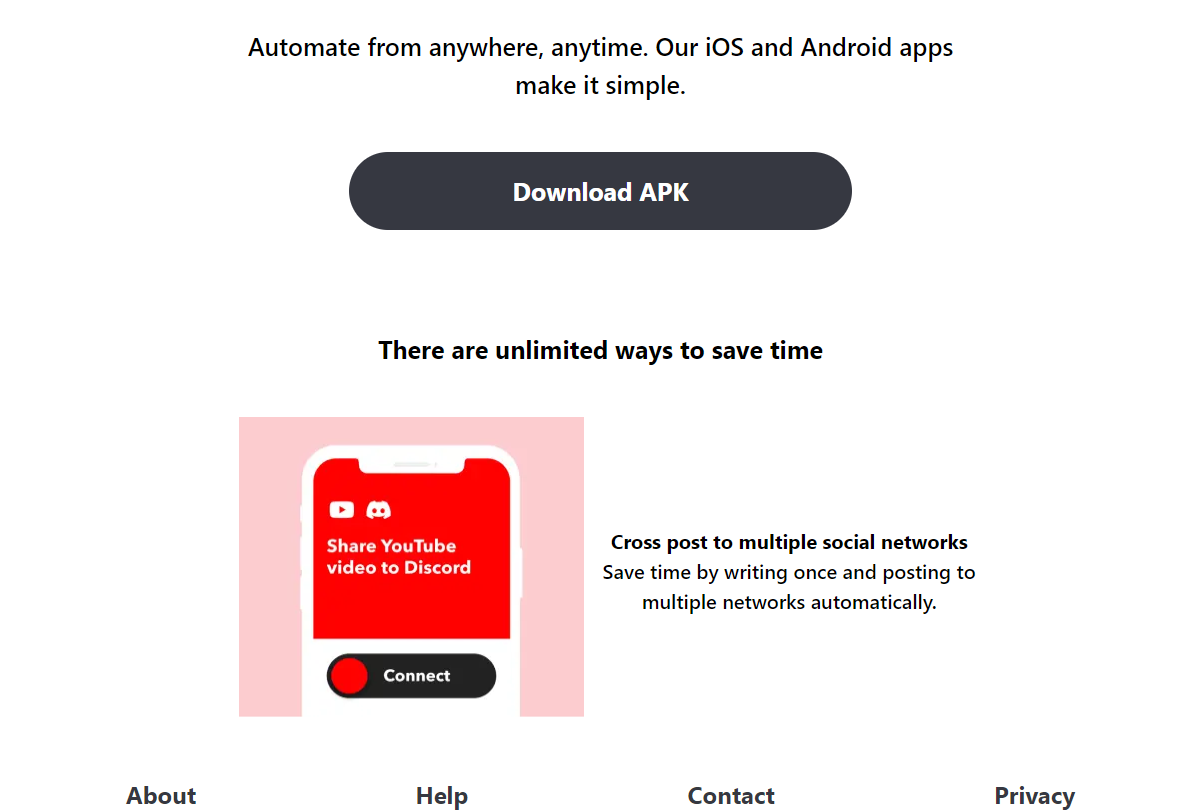 Automate from anywhere, anytime. Our iOS and Android apps
make it simple.
Download APK
There are unlimited ways to save time
Share YouTube
video to Discord
Connect
Cross post to multiple social networks
Save time by writing once and posting to
multiple networks automatically.
About
Help
Contact
Privacy